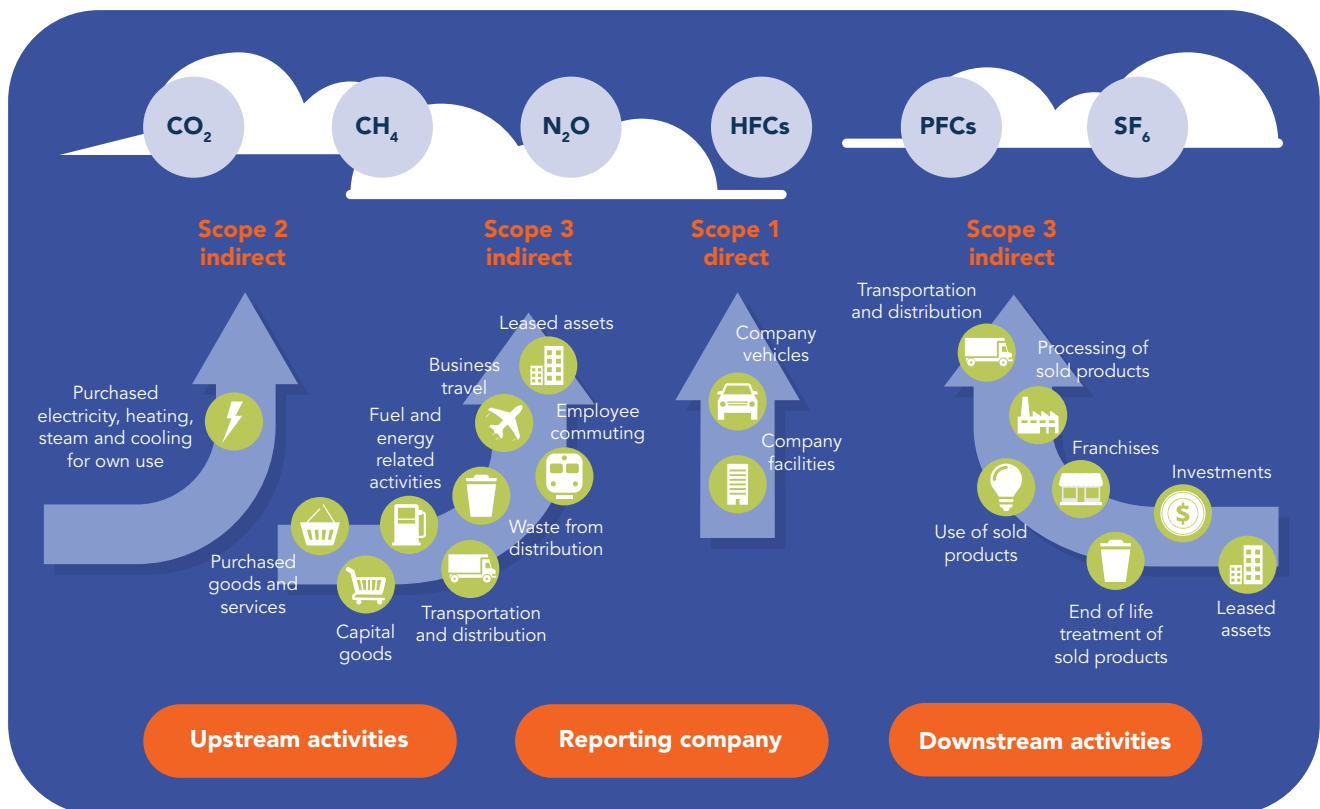 CO₂
CH₄
N₂O
HFCs
PFCs
SF₆
Scope 2
indirect
Scope 3
indirect
Scope 1
direct
Scope 3
indirect
Purchased
electricity, heating,
steam and cooling
for own use
Purchased
goods and
services
Capital
goods
Fuel and
energy
related
activities
Transportation
and distribution
Business
travel
Waste from
distribution
Leased assets
Employee
commuting
Company
vehicles
Company
facilities
Transportation
and distribution
Processing of
sold products
Use of sold
products
Franchises
End of life
treatment of
sold products
Investments
$
Leased
assets
Upstream activities
Reporting company
Downstream activities